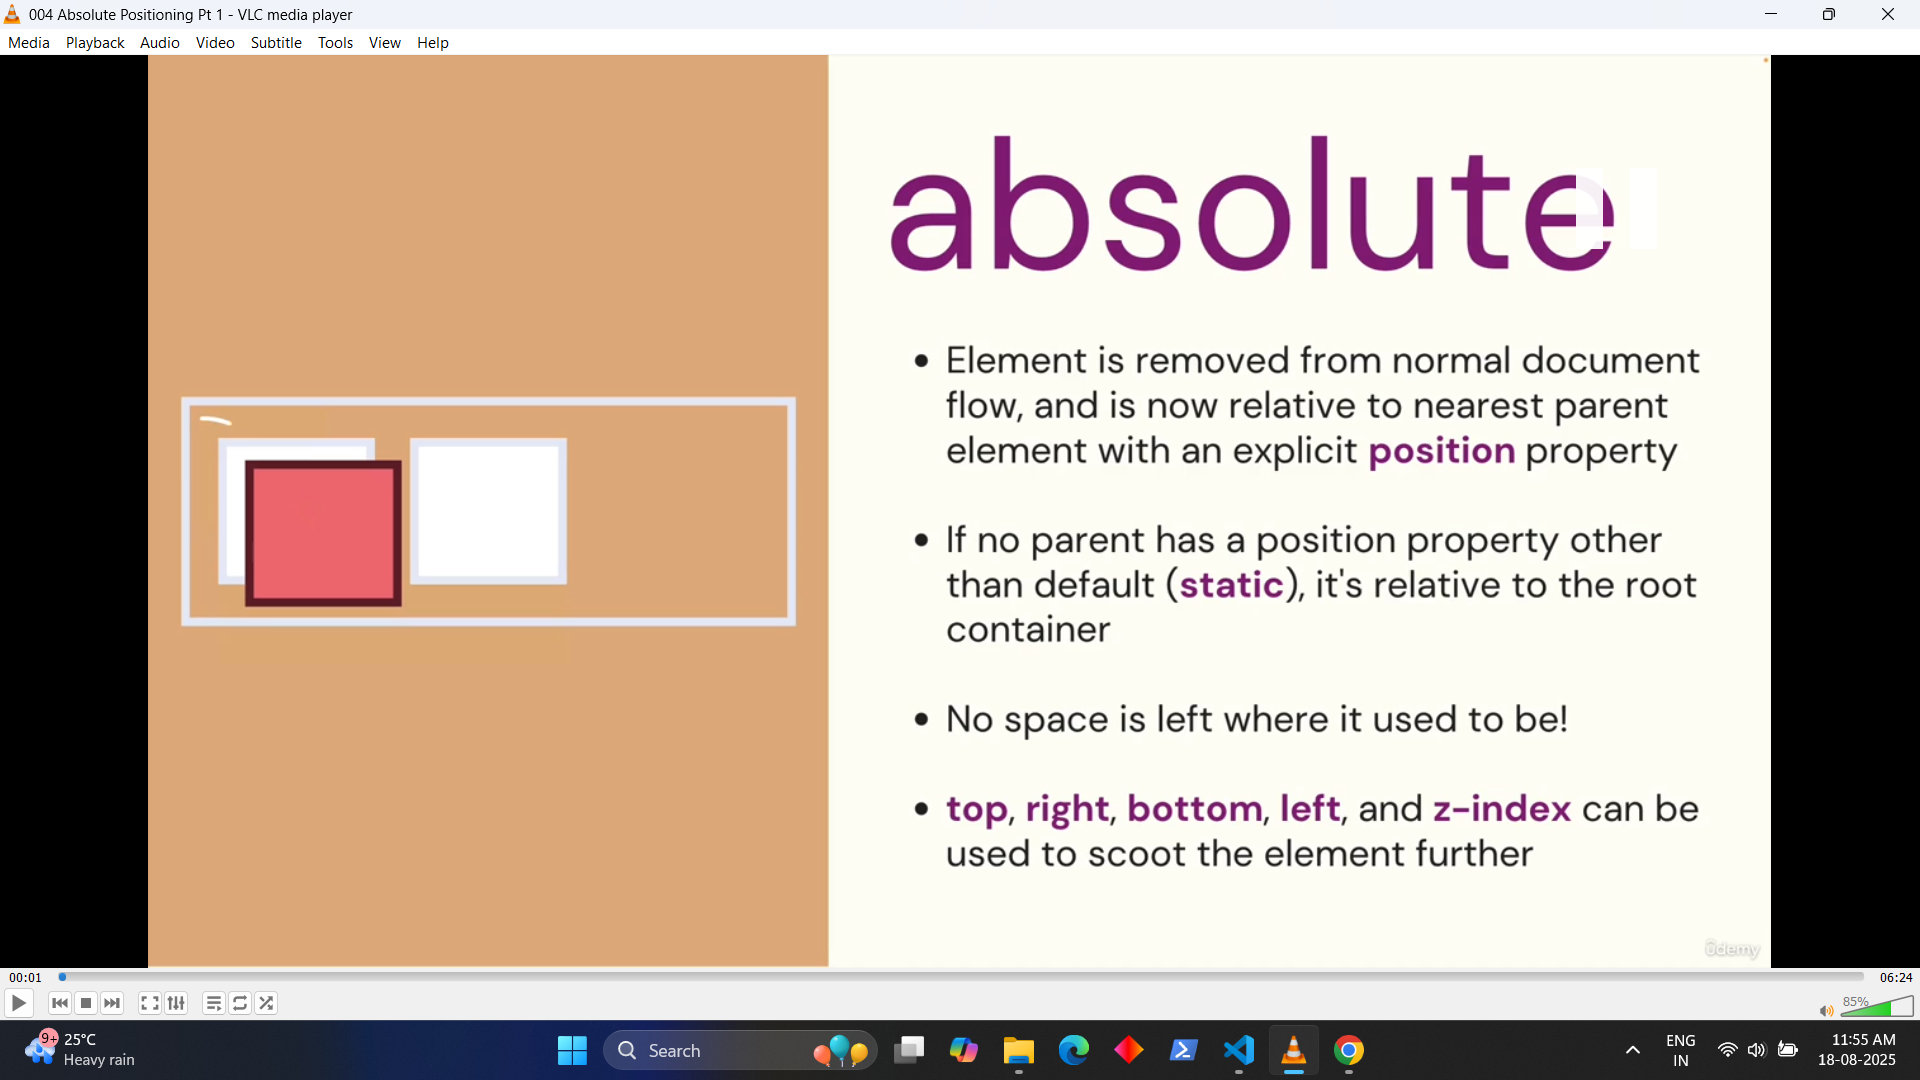 004 Absolute Positioning Pt 1 - VLC media player
Media Playback Audio Video Subtitle Tools View Help
absolute
• Element is removed from normal document
flow, and is now relative to nearest parent
element with an explicit position property
• If no parent has a position property other
than default (static), it's relative to the root
container
• No space is left where it used to be!
• top, right, bottom, left, and z-index can be
used to scoot the element further
ûdemy
00:01 06:24
85%
9+ 25°C
Heavy rain
Search
ENG
IN
11:55 AM
18-08-2025